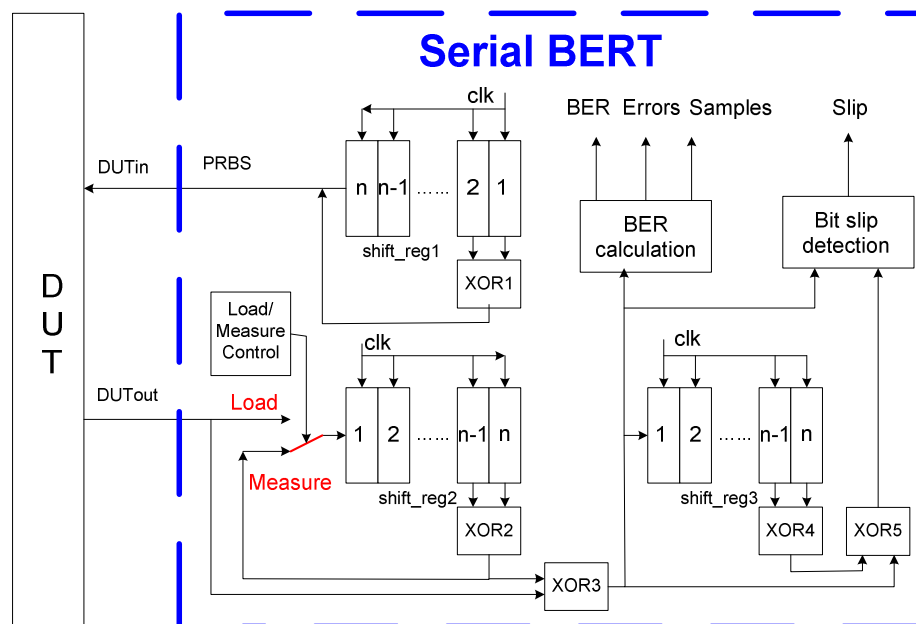 Serial BERT
clk
BER Errors Samples
Slip
DUTin
PRBS
n n-1 ...... 2 1
shift_reg1
XOR1
BER
calculation
Bit slip
detection
D
U
T
Load/
Measure
Control
clk
clk
DUTout
Load
Measure
1 2 ...... n-1 n
shift_reg2
XOR2
1 2 ...... n-1 n
shift_reg3
XOR4
XOR5
XOR3